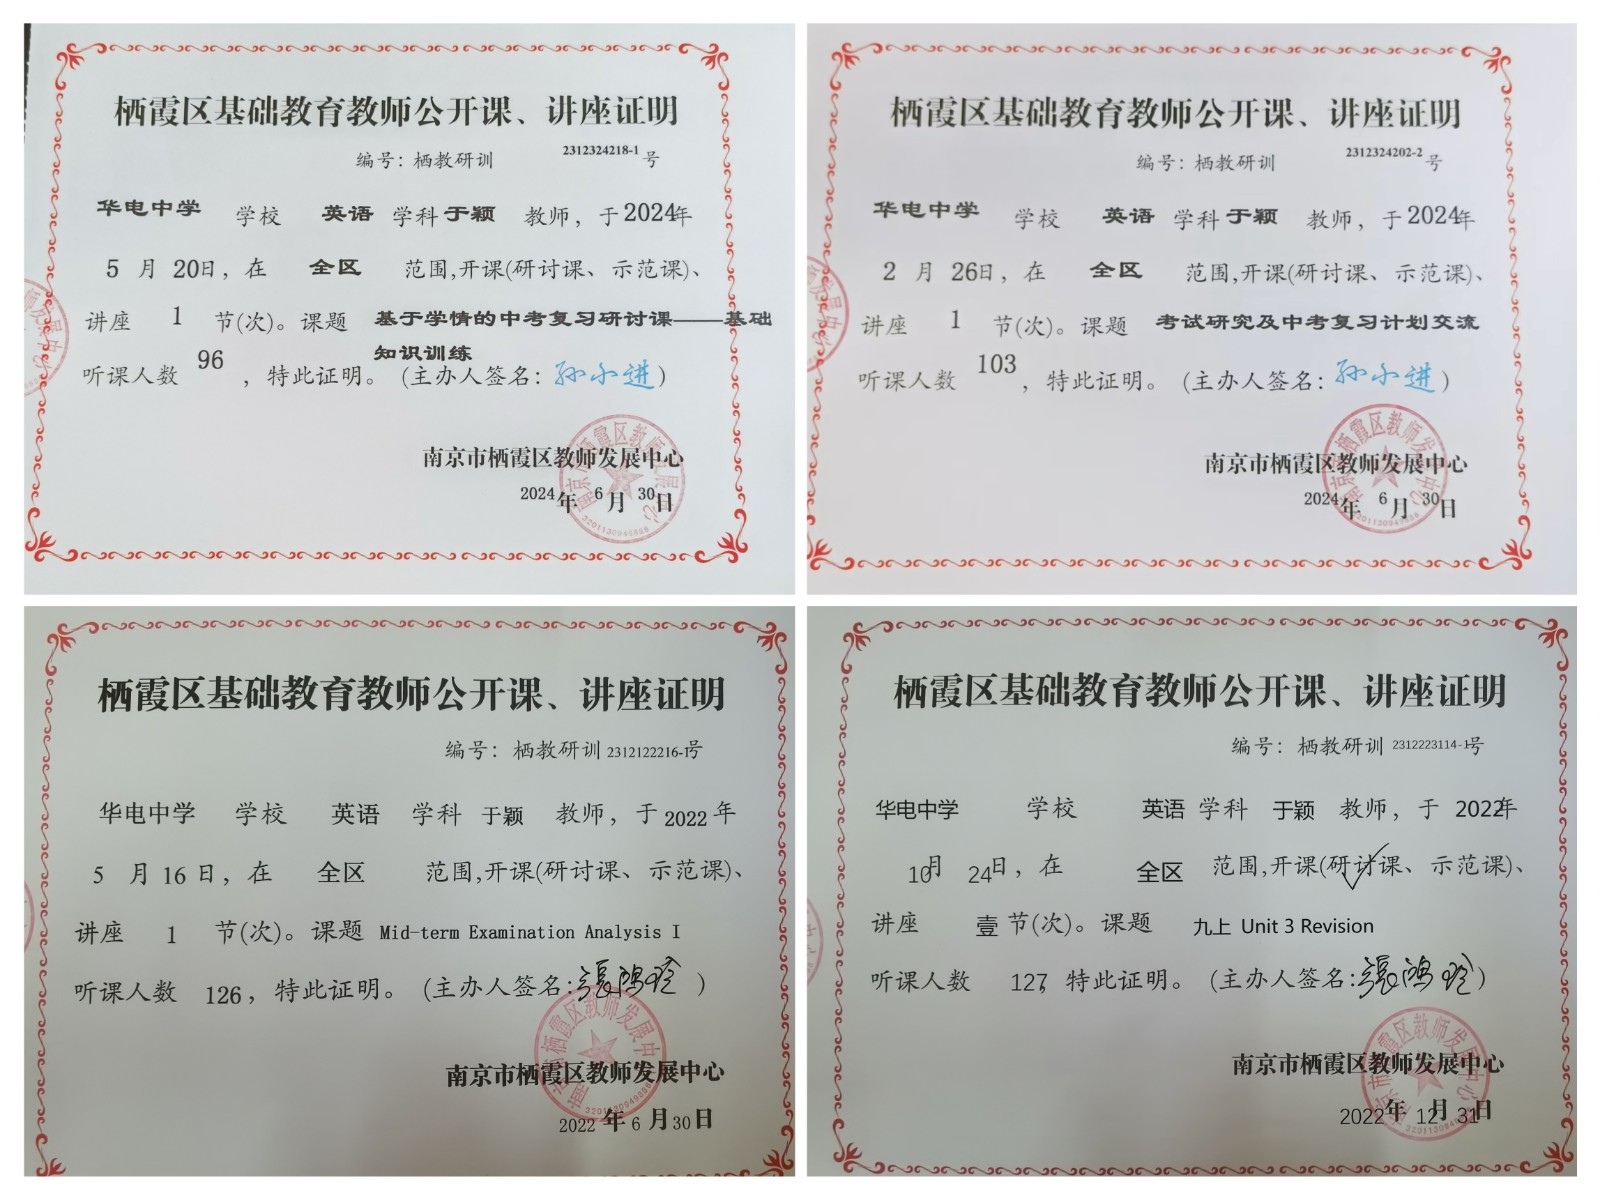 栖霞区基础教育教师公开课、讲座证明
编号：栖教研训 2312324218-1号
华电中学 学校 英语 学科 于颖 教师，于2024年
5 月 20日，在 全区 范围,开课(研讨课、示范课)、
讲座 1 节(次)。课题 基于学情的中考复习研讨课——基础
知识训练
听课人数 96 ，特此证明。（主办人签名：孙小进）
南京市栖霞区教师发展中心
2024年 6月 30日
栖霞区基础教育教师公开课、讲座证明
编号：栖教研训 2312324202-2号
华电中学 学校 英语 学科 于颖 教师，于2024年
2 月 26日，在 全区 范围,开课(研讨课、示范课)、
讲座 1 节(次)。课题 考试研究及中考复习计划交流
听课人数 103 ，特此证明。（主办人签名：孙小进）
南京市栖霞区教师发展中心
2024年 6月 30日
栖霞区基础教育教师公开课、讲座证明
编号：栖教研训 2312122216-1号
华电中学 学校 英语 学科 于颖 教师，于2022年
5 月 16日，在 全区 范围,开课(研讨课、示范课)、
讲座 1 节(次)。课题 Mid-term Examination Analysis I
听课人数 126，特此证明。（主办人签名：）
南京市栖霞区教师发展中心
2022年 6月30日
栖霞区基础教育教师公开课、讲座证明
编号：栖教研训 2312223114-1号
华电中学 学校 英语 学科 于颖 教师，于 2022年
10月 24日，在 全区 范围,开课(研讨课、示范课)、
讲座 壹 节(次)。课题 九上 Unit 3 Revision
听课人数 127，特此证明。（主办人签名：）
南京市栖霞区教师发展中心
2022年 12月 31日